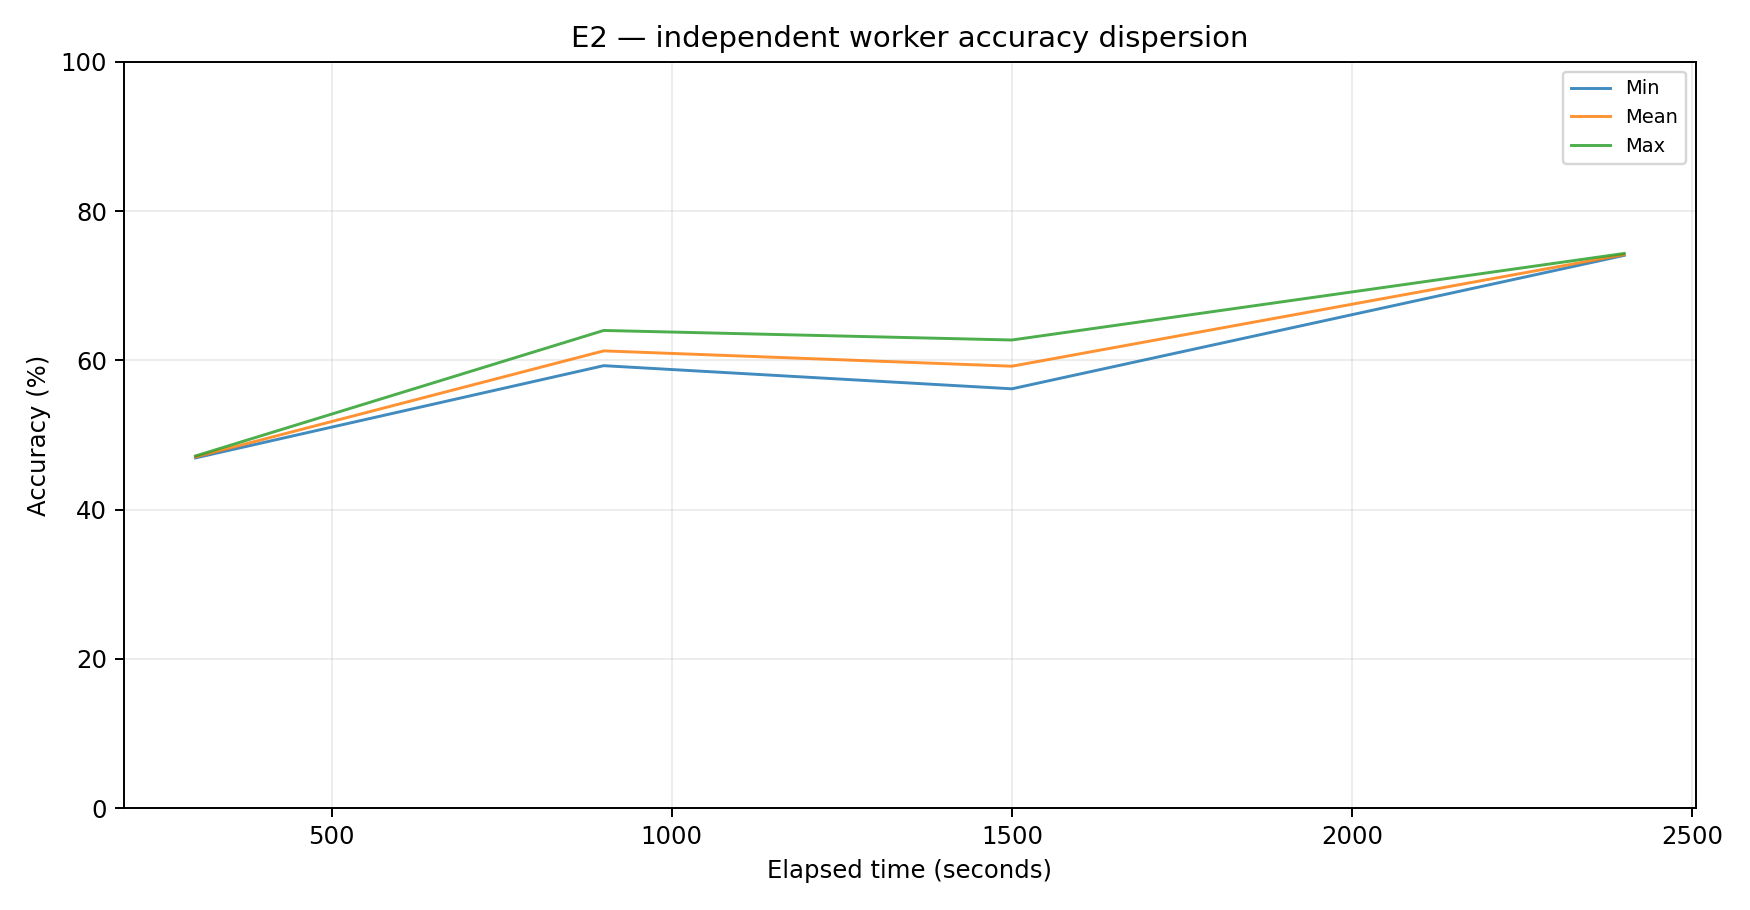 E2 — independent worker accuracy dispersion
100
80
60
40
20
0
Accuracy (%)
Min
Mean
Max
500
1000
1500
2000
2500
Elapsed time (seconds)